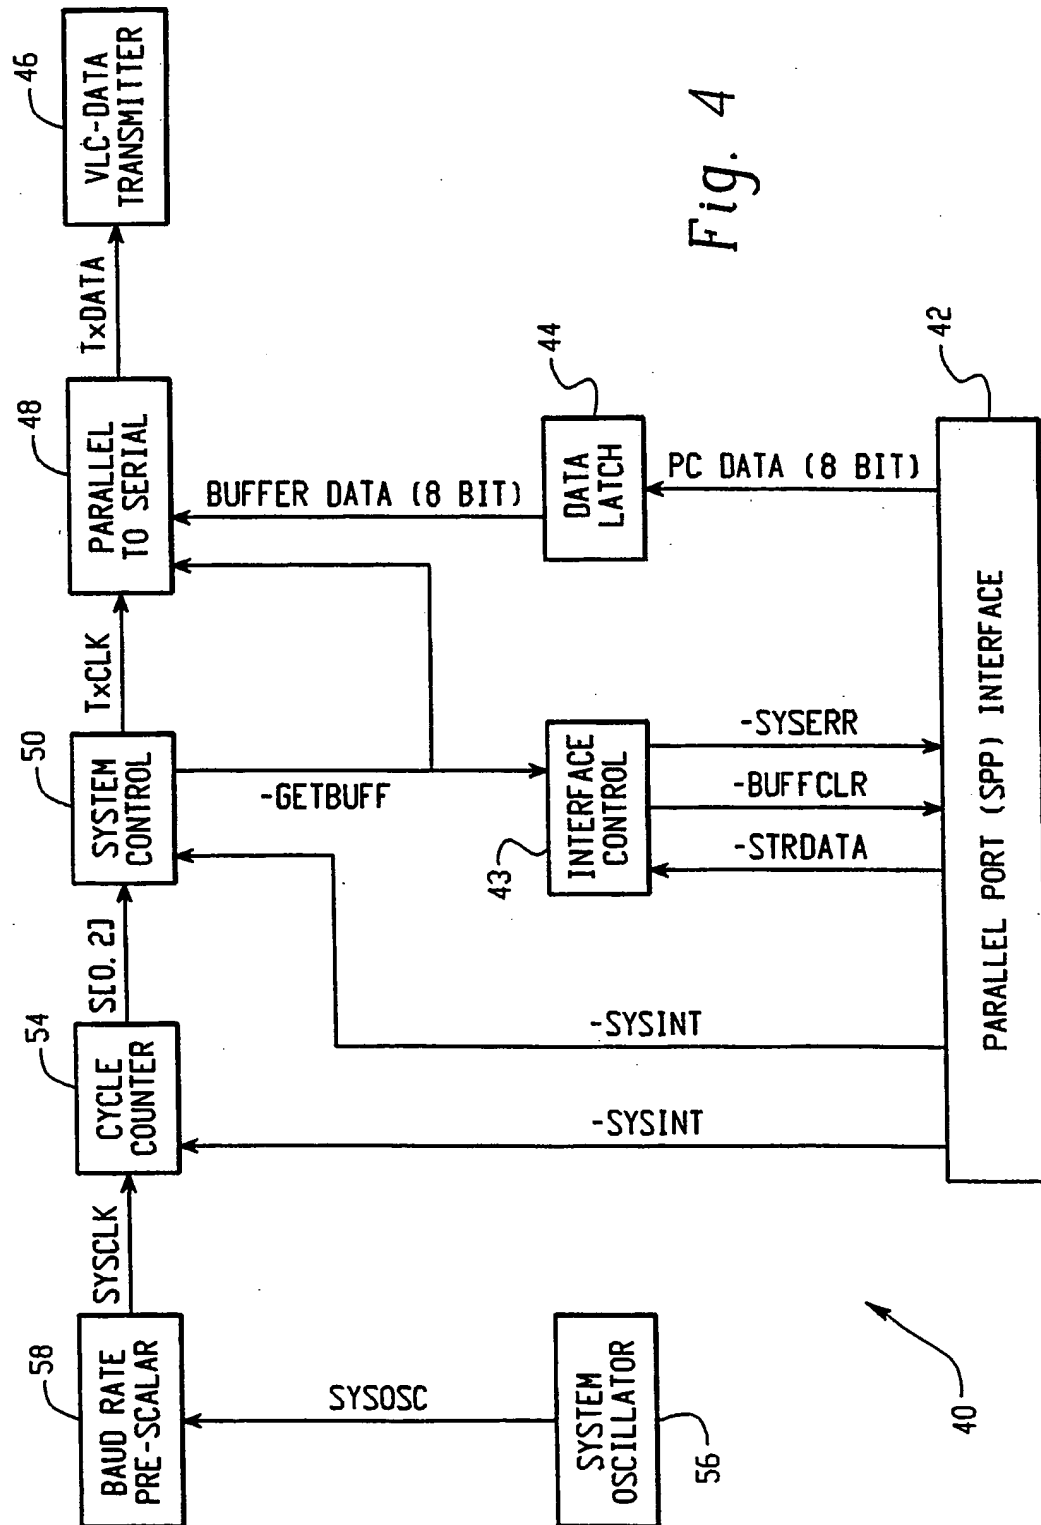 58
BAUD RATE
PRE-SCALAR
SYSCLK
54
CYCLE
COUNTER
S[0. 2]
50
SYSTEM
CONTROL
TxCLK
48
PARALLEL
TO SERIAL
TxDATA
46
VLC-DATA
TRANSMITTER
SYSOSC
-SYSINT
-SYSINT
-GETBUFF
BUFFER DATA (8 BIT)
SYSTEM
OSCILLATOR
56
43
INTERFACE
CONTROL
44
DATA
LATCH
-STRDATA
-BUFFCLR
-SYSERR
PC DATA (8 BIT)
42
PARALLEL PORT (SPP) INTERFACE
40
Fig. 4